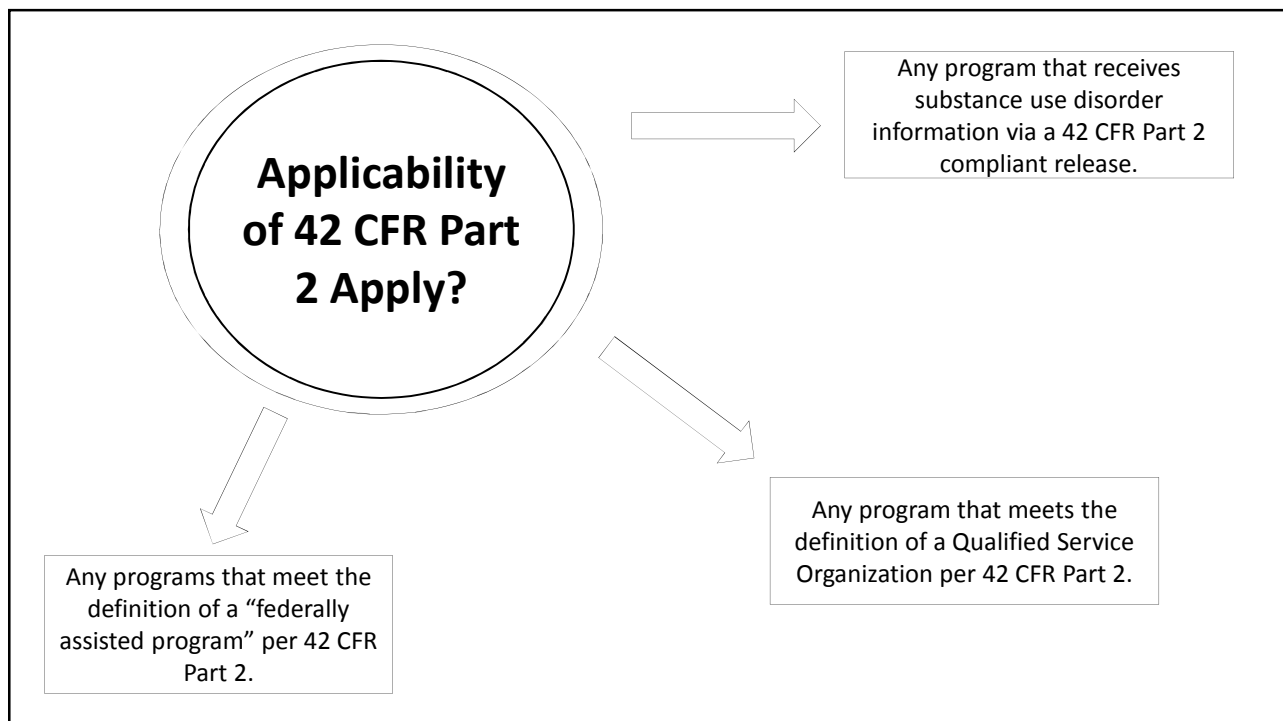 Applicability
of 42 CFR Part
2 Apply?
Any program that receives
substance use disorder
information via a 42 CFR Part 2
compliant release.
Any program that meets the
definition of a Qualified Service
Organization per 42 CFR Part 2.
Any programs that meet the
definition of a “federally
assisted program” per 42 CFR
Part 2.